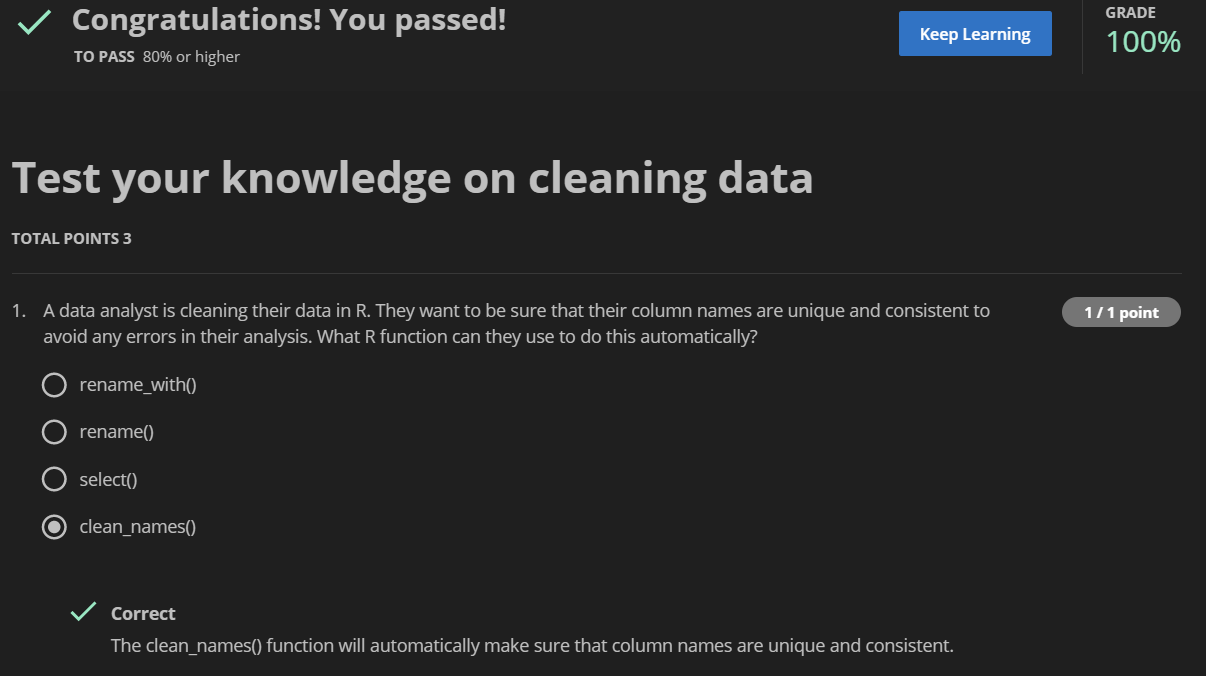 Congratulations! You passed!
TO PASS 80% or higher
Keep Learning
GRADE
100%
Test your knowledge on cleaning data
TOTAL POINTS 3
1. A data analyst is cleaning their data in R. They want to be sure that their column names are unique and consistent to
avoid any errors in their analysis. What R function can they use to do this automatically?
1 / 1 point
rename_with()
rename()
select()
clean_names()
Correct
The clean_names() function will automatically make sure that column names are unique and consistent.